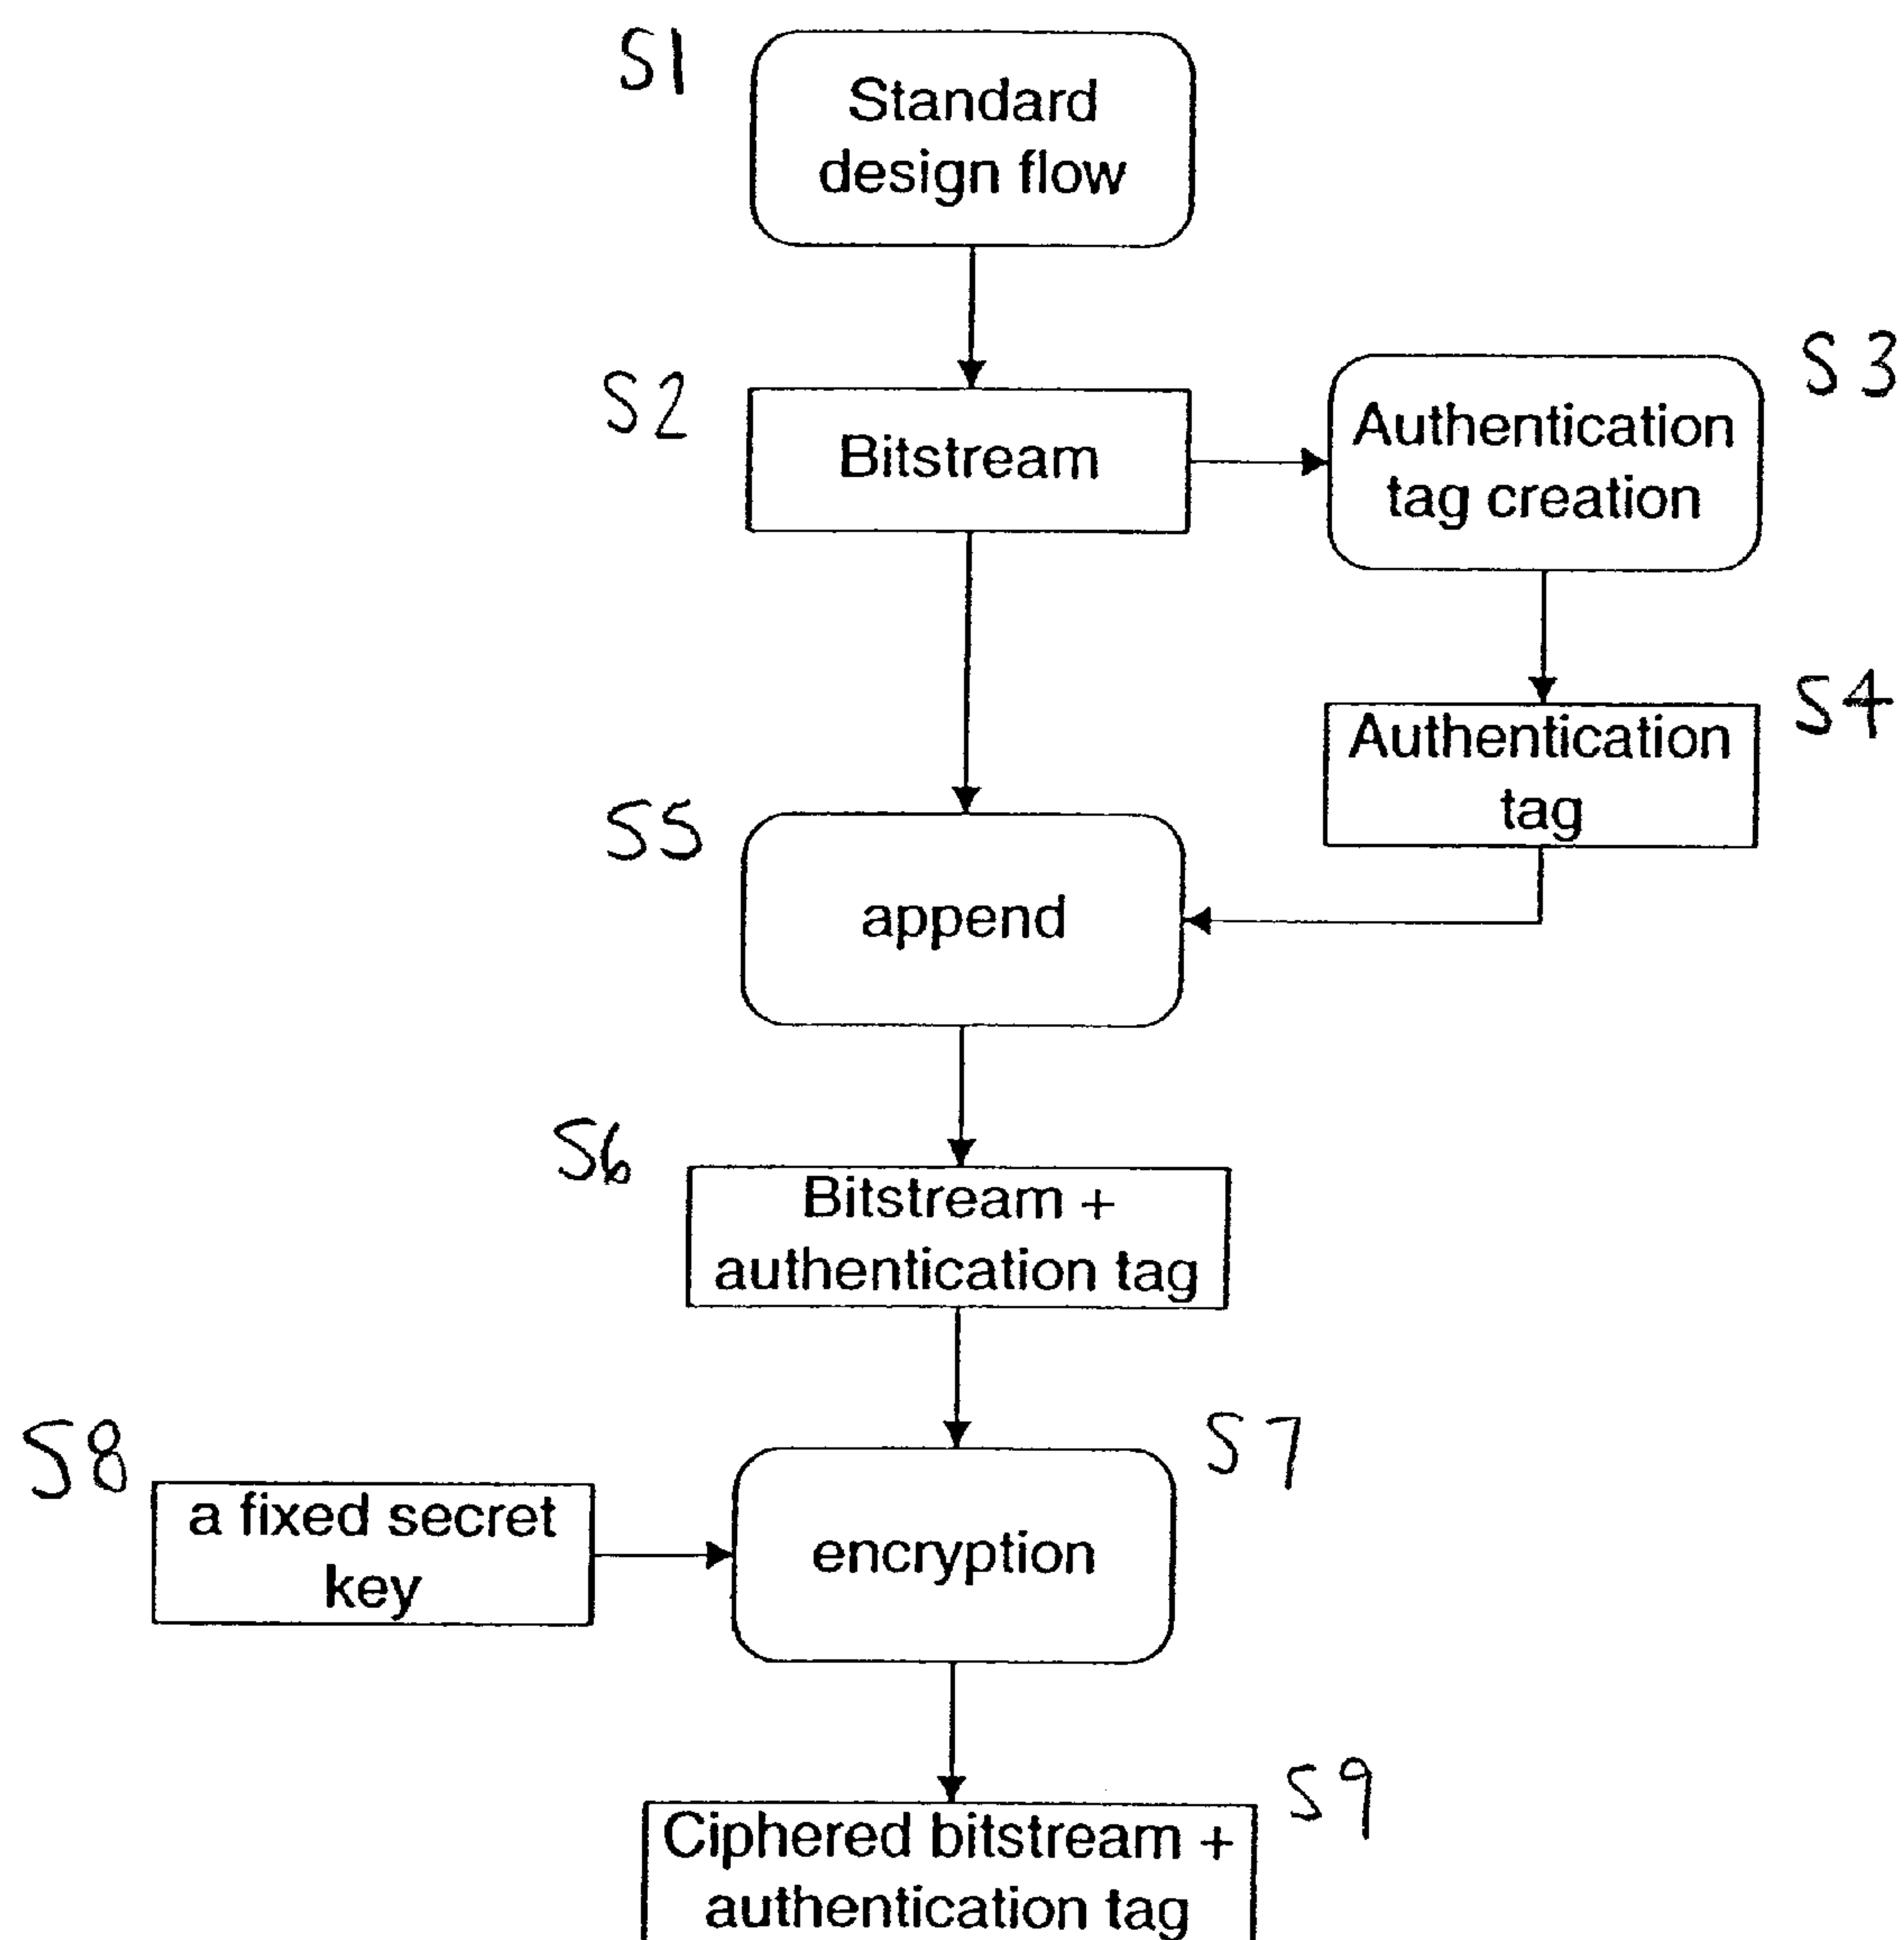 S1
Standard
design flow
S2
Bitstream
S3
Authentication
tag creation
S4
Authentication
tag
S5
append
S6
Bitstream +
authentication tag
S8
a fixed secret
key
S7
encryption
S9
Ciphered bitstream +
authentication tag